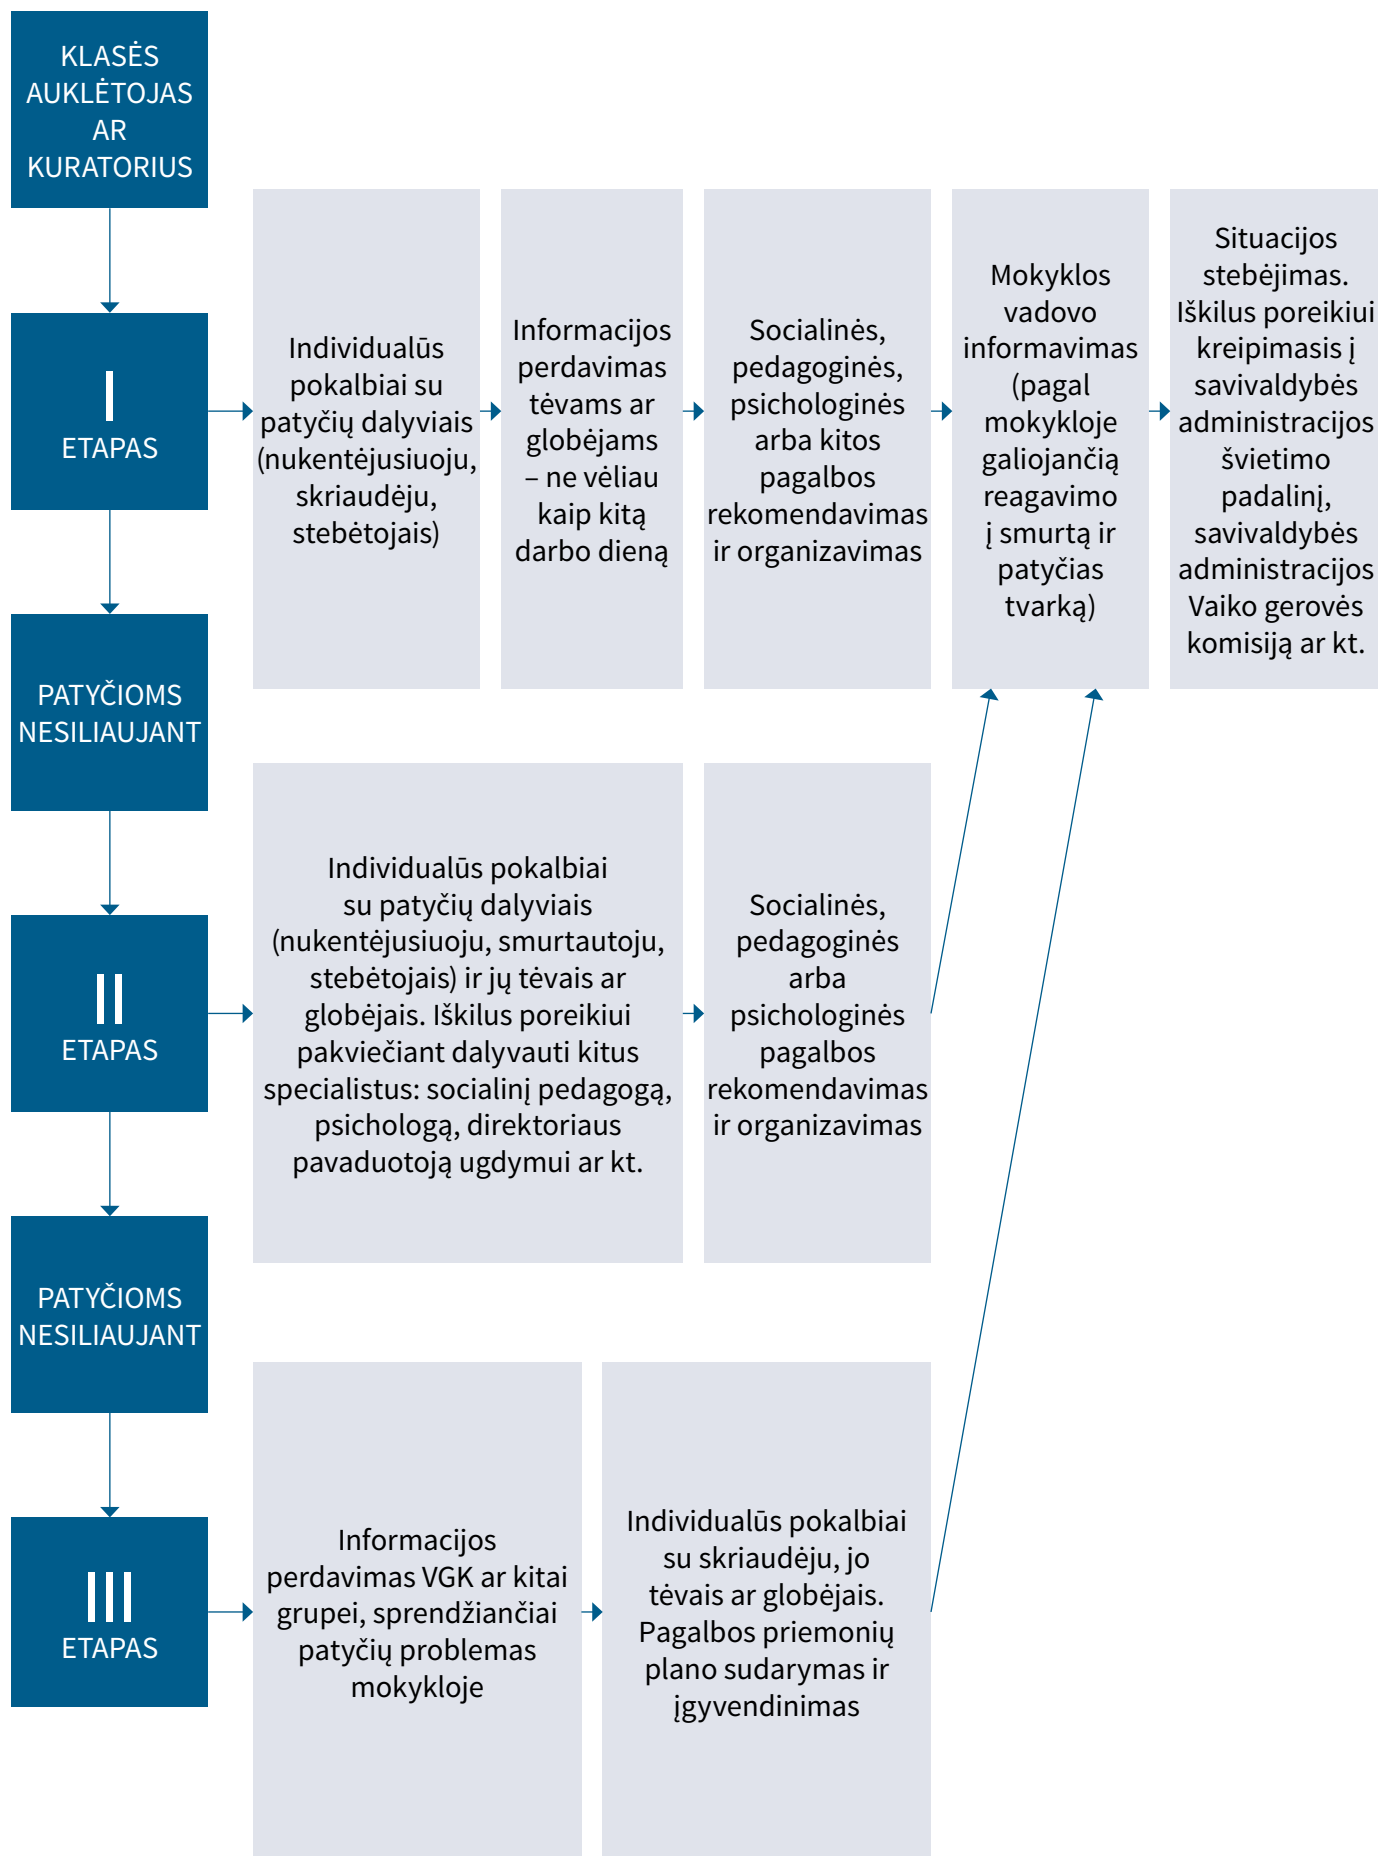 KLASĖS
AUKLĖTOJAS
AR
KURATORIUS
I
ETAPAS
Individualūs
pokalbiai su
patyčių dalyviais
(nukentėjusiuoju,
skriaudėju,
stebėtojais)
Informacijos
perdavimas
tėvams ar
globėjams
– ne vėliau
kaip kitą
darbo dieną
Socialinės,
pedagoginės,
psichologinės
arba kitos
pagalbos
rekomendavimas
ir organizavimas
Mokyklos
vadovo
informavimas
(pagal
mokykloje
galiojančią
reagavimo
į smurtą ir
patyčias
tvarką)
Situacijos
stebėjimas.
Iškilus poreikiui
kreipimasis į
savivaldybės
administracijos
švietimo
padalinį,
savivaldybės
administracijos
Vaiko gerovės
komisiją ar kt.
PATYČIOMS
NESILIAUJANT
II
ETAPAS
Individualūs pokalbiai
su patyčių dalyviais
(nukentėjusiuoju, smurtautoju,
stebėtojais) ir jų tėvais ar
globėjais. Iškilus poreikiui
pakviečiant dalyvauti kitus
specialistus: socialinį pedagogą,
psichologą, direktoriaus
pavaduotoją ugdymui ar kt.
Socialinės,
pedagoginės
arba
psichologinės
pagalbos
rekomendavimas
ir organizavimas
PATYČIOMS
NESILIAUJANT
III
ETAPAS
Informacijos
perdavimas VGK ar kitai
grupei, sprendžiančiai
patyčių problemas
mokykloje
Individualūs pokalbiai
su skriaudėju, jo
tėvais ar globėjais.
Pagalbos priemonių
plano sudarymas ir
įgyvendinimas